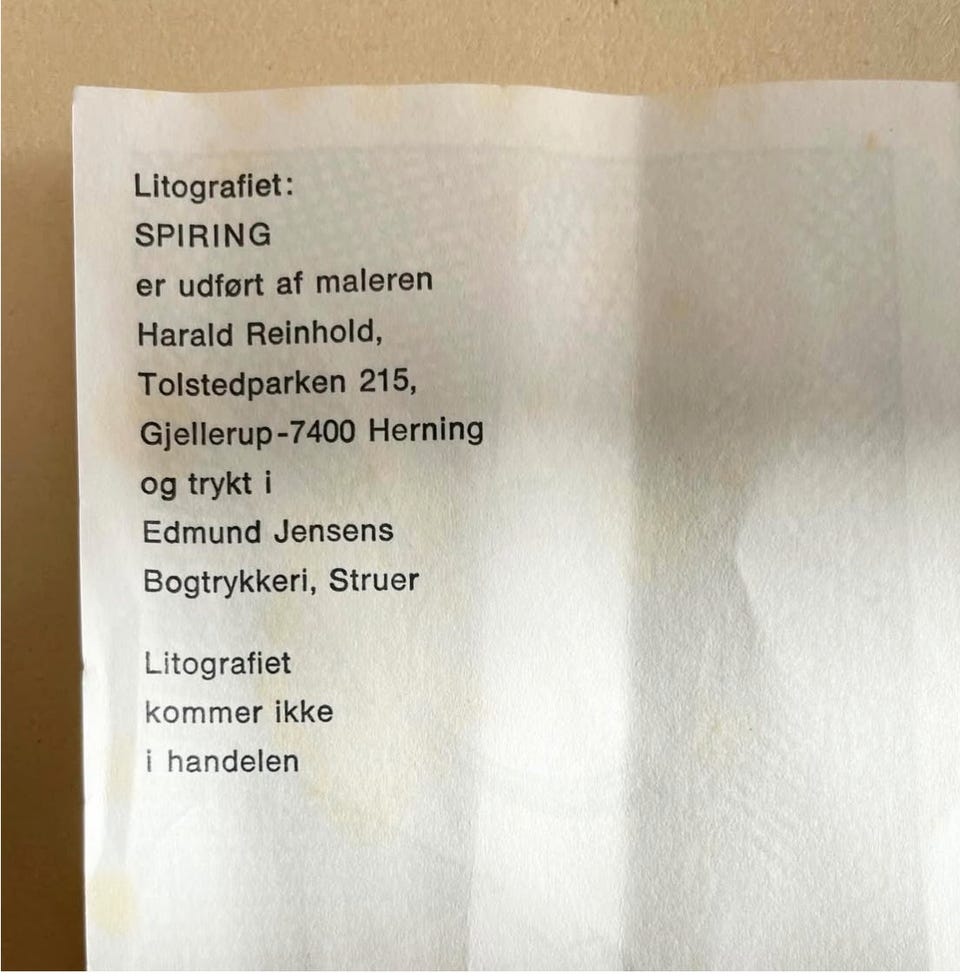 Litografiet:
SPIRING
er udført af maleren
Harald Reinhold,
Tolstedparken 215,
Gjellerup-7400 Herning
og trykt i
Edmund Jensens
Bogtrykkeri, Struer
Litografiet
kommer ikke
i handelen